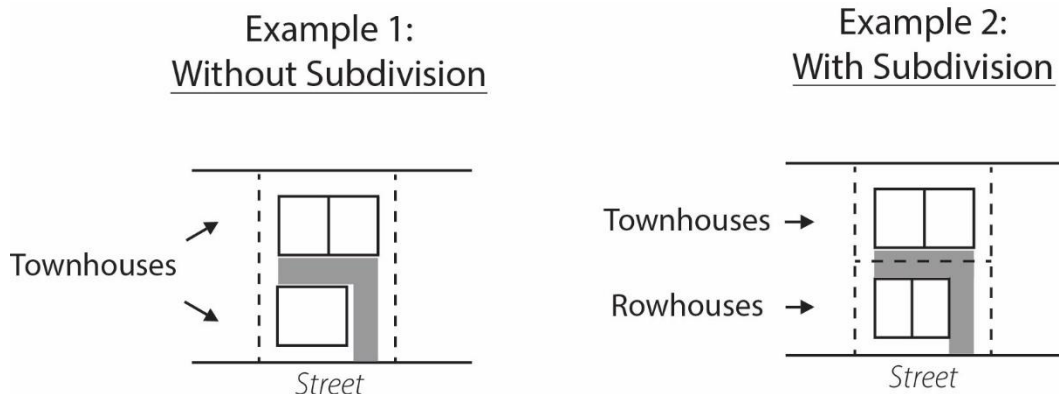 Example 1:
Without Subdivision
Townhouses
Street
Example 2:
With Subdivision
Townhouses
Rowhouses
Street